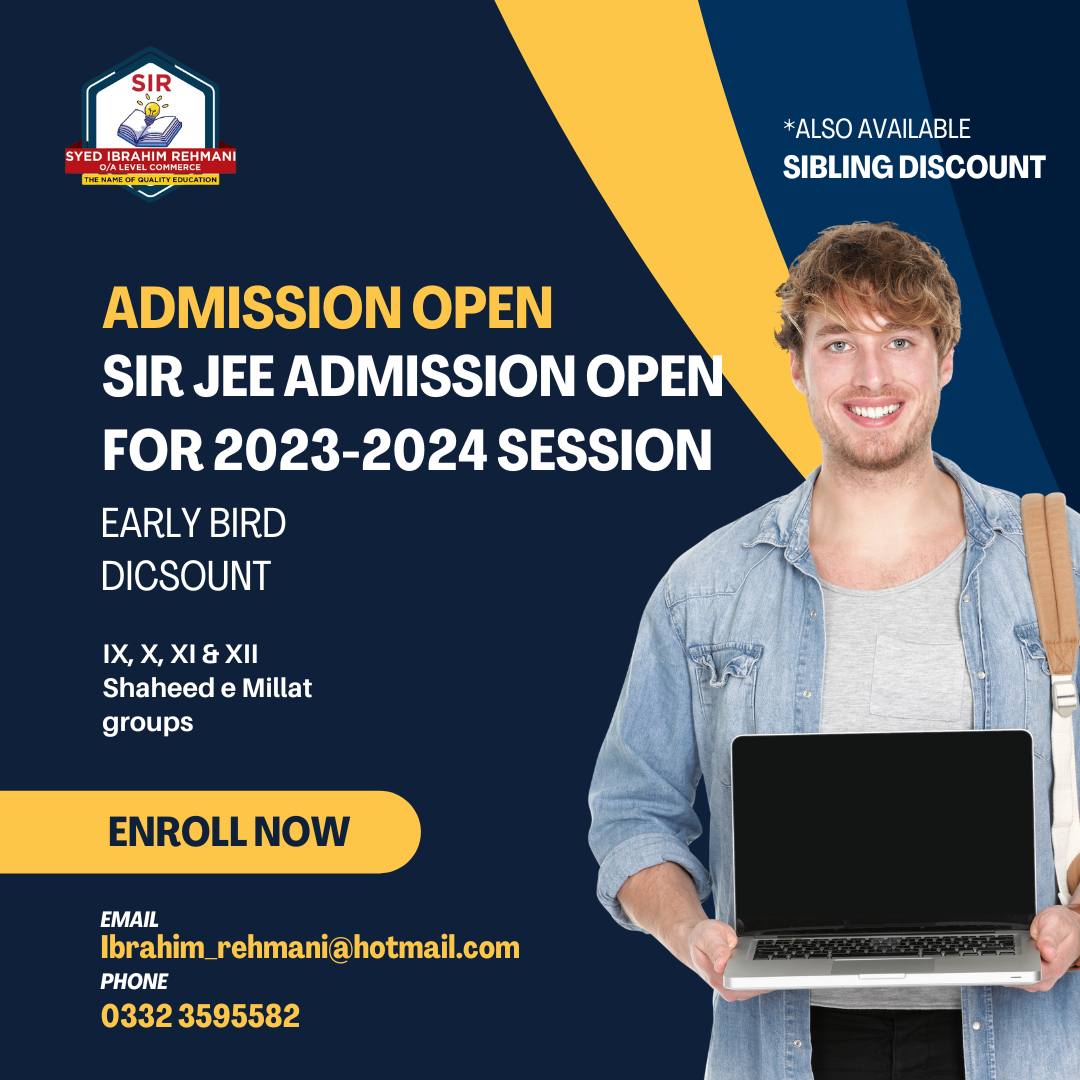 SIR
SYED IBRAHIM REHMANI
O/A LEVEL COMMERCE
THE NAME OF QUALITY EDUCATION
*ALSO AVAILABLE
SIBLING DISCOUNT
ADMISSION OPEN
SIR JEE ADMISSION OPEN
FOR 2023-2024 SESSION
EARLY BIRD
DICSOUNT
IX, X, XI & XII
Shaheed e Millat
groups
ENROLL NOW
EMAIL
Ibrahim_rehmani@hotmail.com
PHONE
0332 3595582